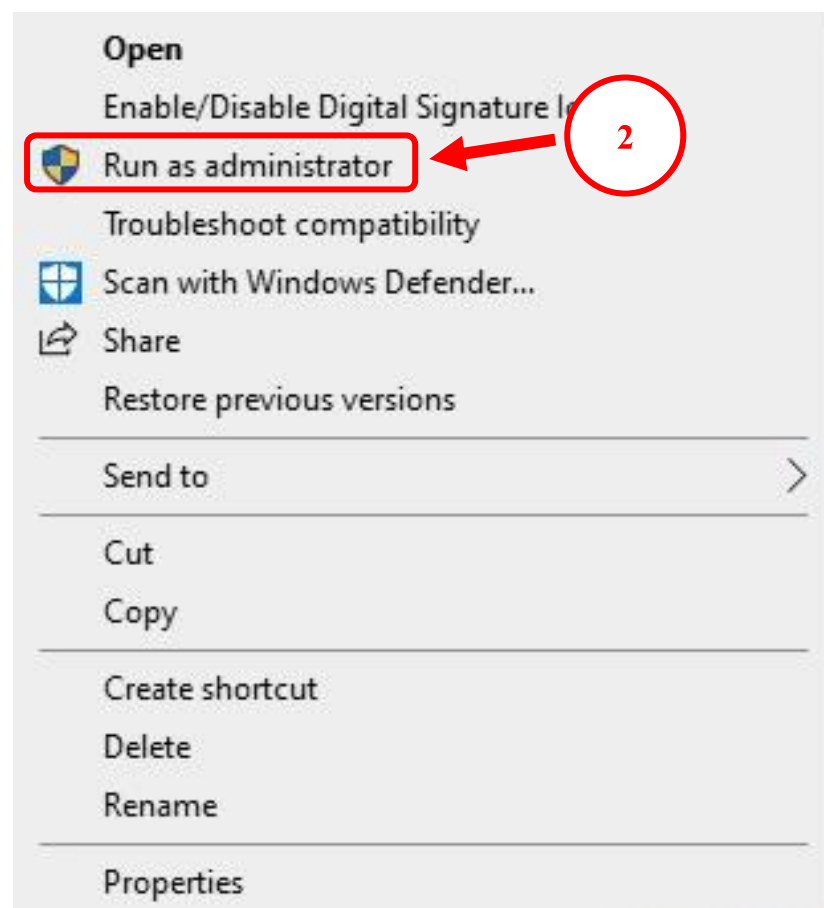 Open
Enable/Disable Digital Signature
2
Run as administrator
Troubleshoot compatibility
Scan with Windows Defender...
Share
Restore previous versions
Send to
Cut
Copy
Create shortcut
Delete
Rename
Properties